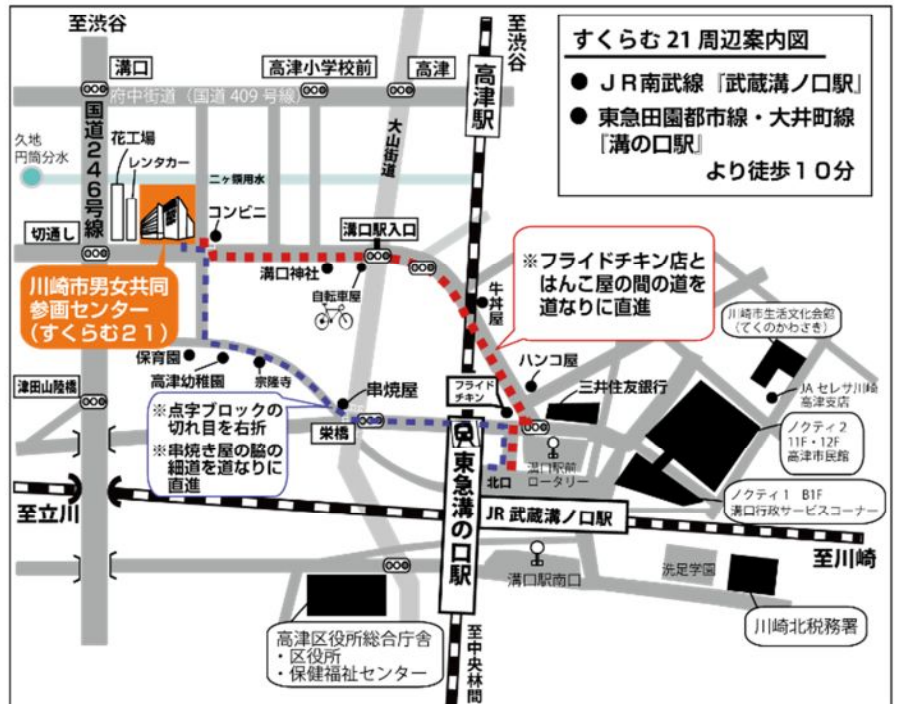 至渋谷
溝口
高津小学校前
高津
至渋谷
高津駅
すくらむ21周辺案内図
● JR南武線『武蔵溝ノ口駅』
● 東急田園都市線・大井町線
『溝の口駅』
より徒歩10分
府中街道(国道409号線)
国道246号線
大山街道
久地
円筒分水
花工場
レンタカー
二ヶ領用水
コンビニ
切通し
溝口駅入口
溝口神社
自転車屋
川崎市男女共同
参画センター
(すくらむ21)
※フライドチキン店と
はんこ屋の間の道を
道なりに直進
牛丼屋
川崎市生活文化会館
(てくのかわさき)
保育園
高津幼稚園
宗隆寺
津田山陸橋
串焼屋
フライド
チキン
ハンコ屋
三井住友銀行
JAセレサ川崎
高津支店
※点字ブロックの
切れ目を右折
※串焼き屋の脇の
細道を道なりに
直進
栄橋
ノクティ2
11F・12F
高津市民館
溝口駅前
ロータリー
北口
東急溝の口駅
ノクティ1 B1F
溝口行政サービスコーナー
至立川
JR 武蔵溝ノ口駅
至川崎
溝口駅南口
洗足学園
川崎北税務署
高津区役所総合庁舎
・区役所
・保健福祉センター
至中央林間